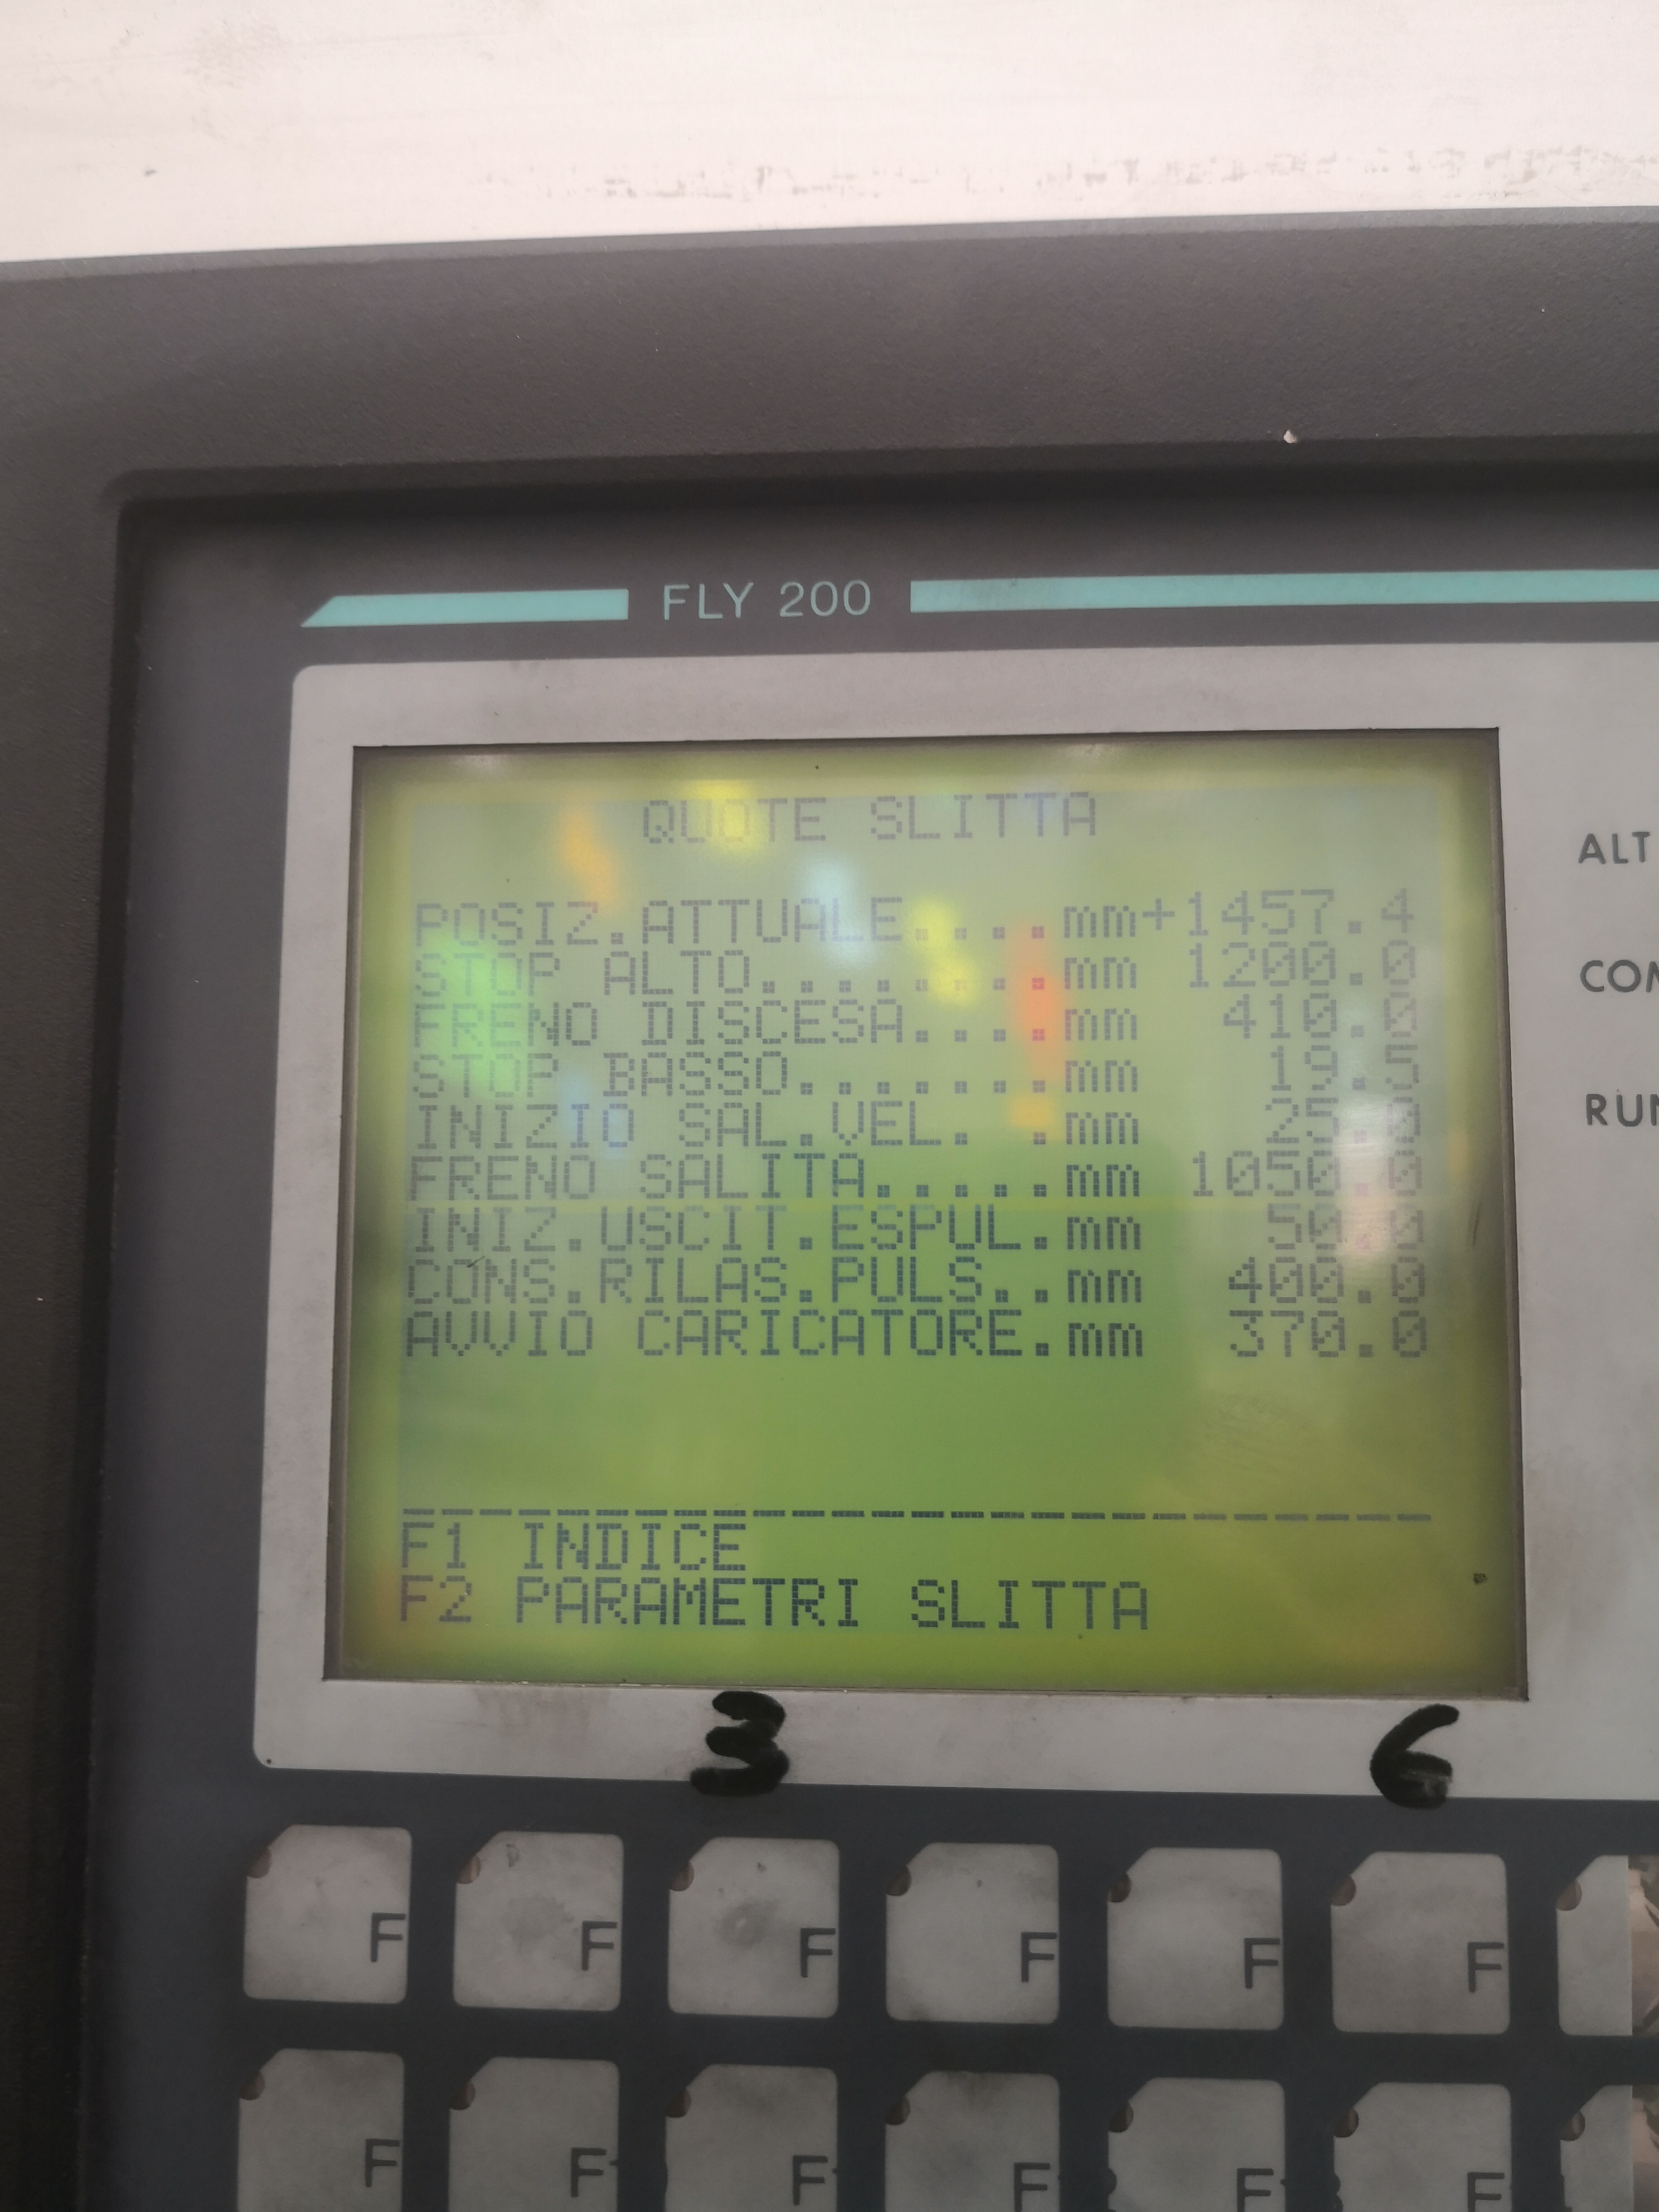 FLY 200
QUOTE SLITTA
POSIZ.ATTUALE....mm+1457.4
STOP ALTO........mm 1200.0
FRENO DISCESA....mm 410.0
STOP BASSO.......mm 19.5
INIZIO SAL.VEL. .mm 25.0
FRENO SALITA.....mm 1050.0
INIZ.USCIT.ESPUL.mm 50.0
CONS.RILAS.PULS..mm 400.0
AVVIO CARICATORE.mm 370.0
F1 INDICE
F2 PARAMETRI SLITTA
ALT
COM
RUN
3 6
F F F F F F
F F F F F F